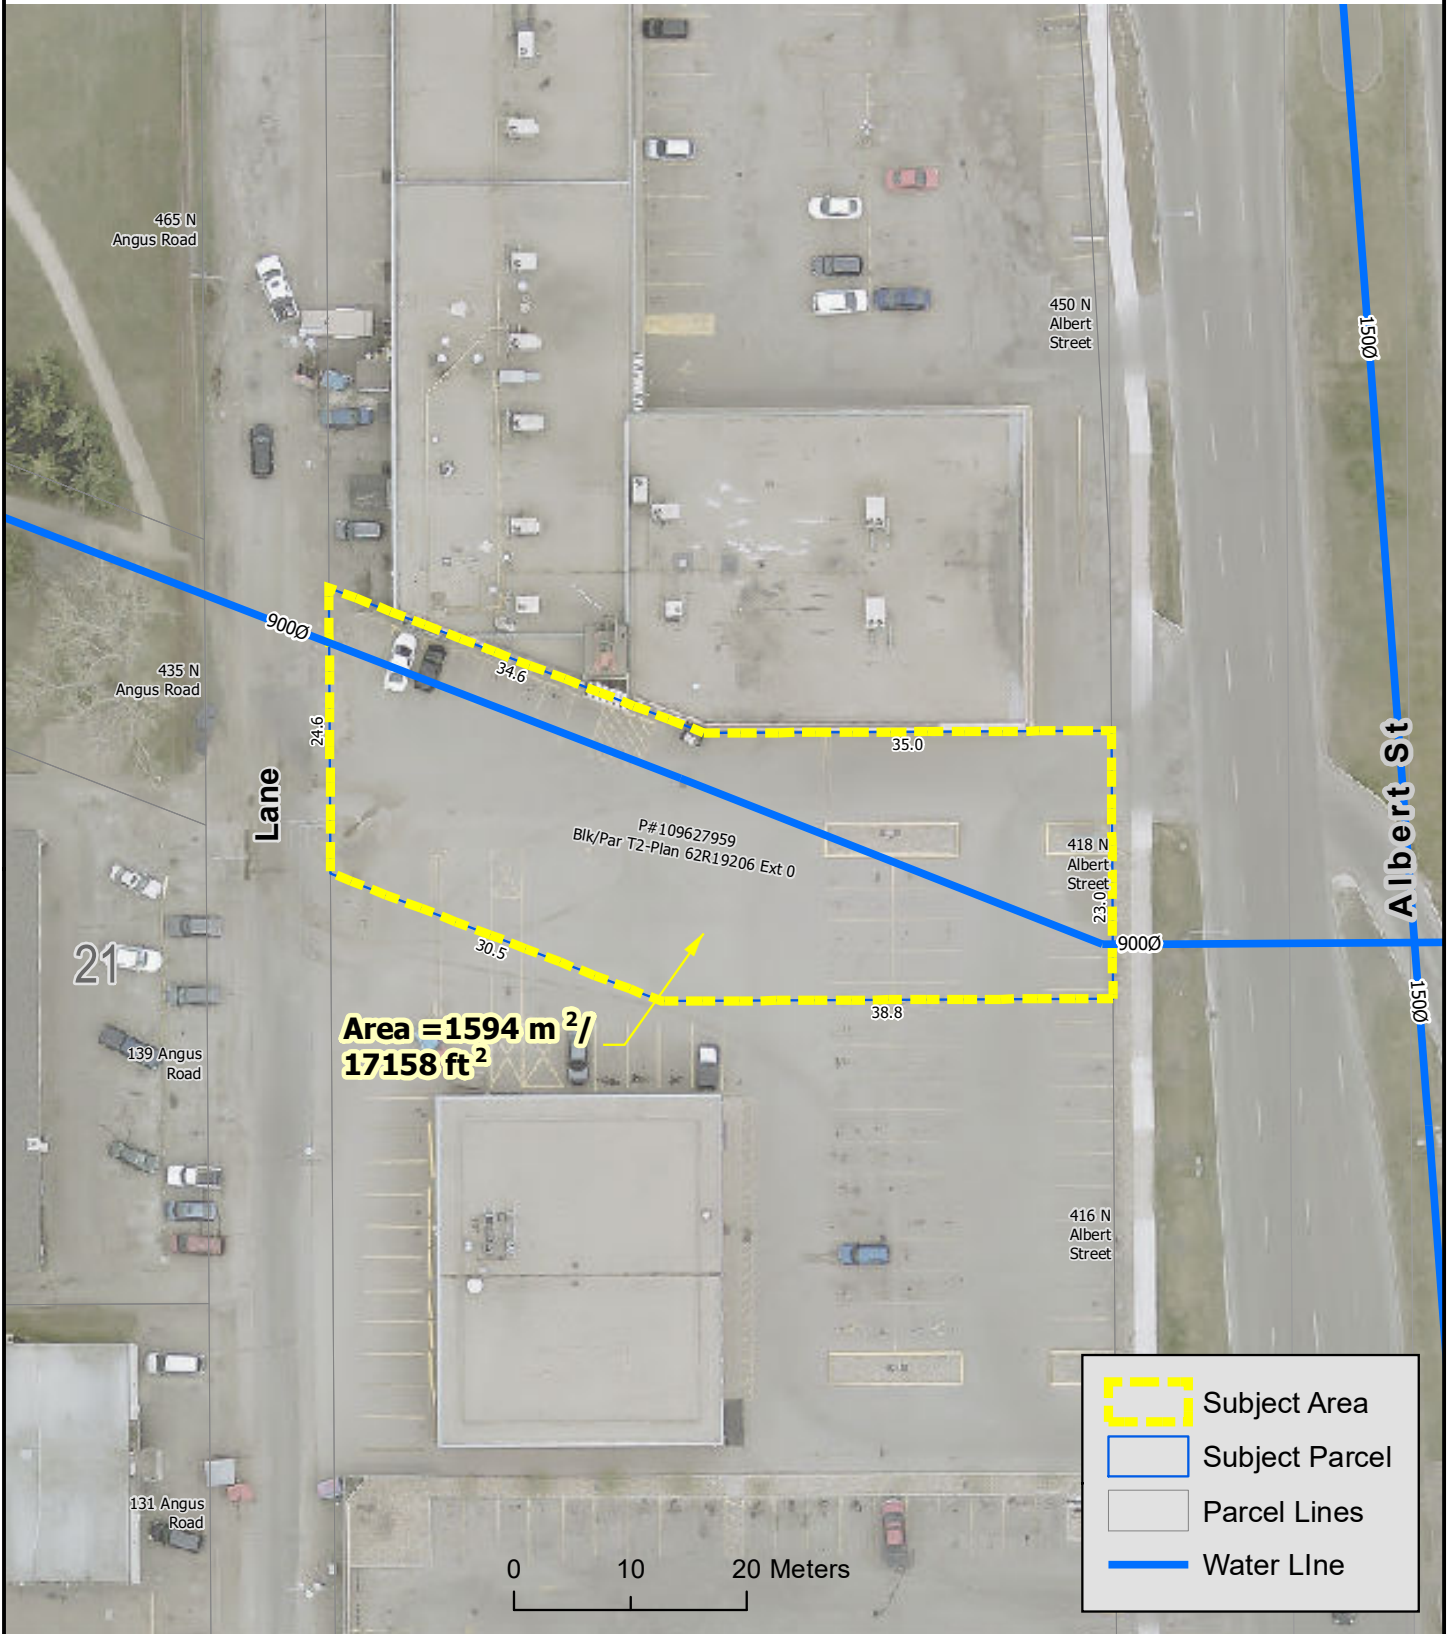 465 N
Angus Road
450 N
Albert
Street
150Ø
900Ø
34.6
435 N
Angus Road
24.6
35.0
Lane
Albert St
P#109627959
Blk/Par T2-Plan 62R19206 Ext 0
418 N
Albert
Street
23.0
900Ø
30.5
21
38.8
150Ø
Area =1594 m 2/
17158 ft 2
139 Angus
Road
416 N
Albert
Street
131 Angus
Road
0 10 20 Meters
Subject Area
Subject Parcel
Parcel Lines
Water LIne